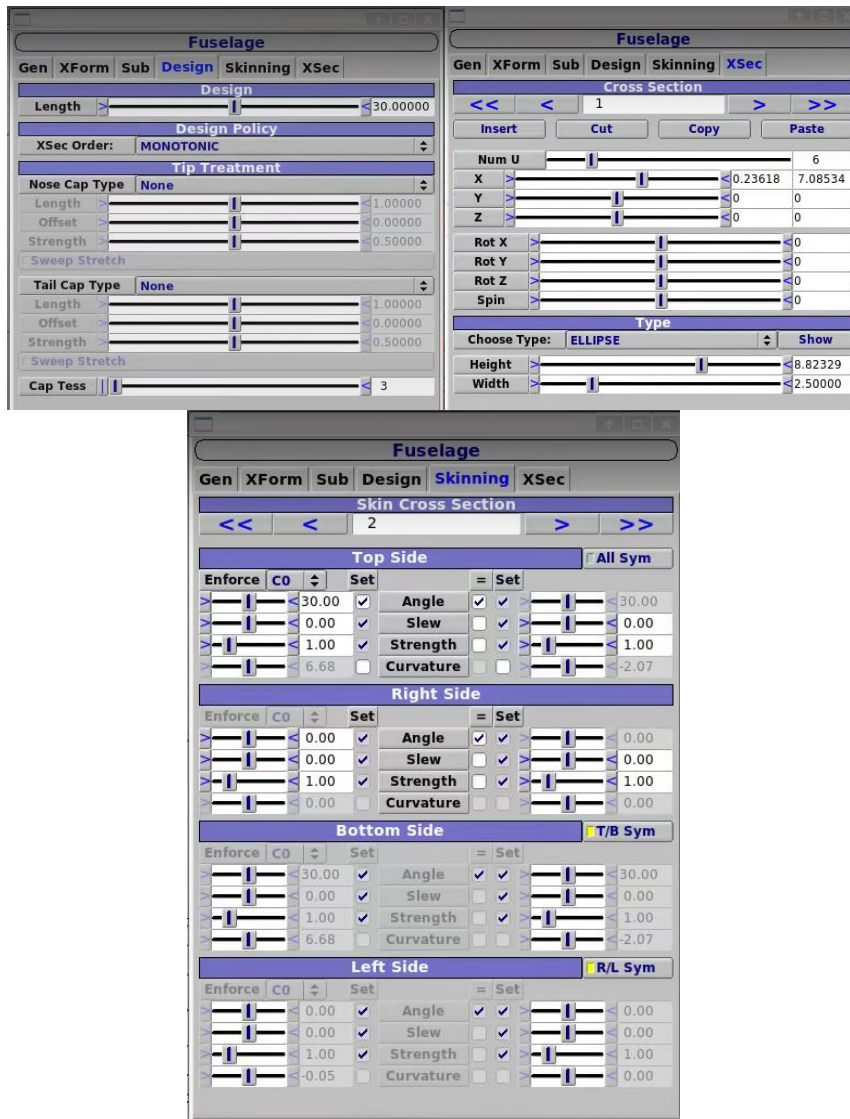 Fuselage
Gen XForm Sub Design Skinning XSec
Design
Length > < 30.00000
Design Policy
XSec Order: MONOTONIC
Tip Treatment
Nose Cap Type None
Length > < 1.00000
Offset > < 0.00000
Strength > < 0.50000
Sweep Stretch
Tail Cap Type None
Length > < 1.00000
Offset > < 0.00000
Strength > < 0.50000
Sweep Stretch
Cap Tess | < 3
Fuselage
Gen XForm Sub Design Skinning XSec
Cross Section
<< < 1 > >>
Insert Cut Copy Paste
Num U 6
X > < 0.23618 7.08534
Y > < 0 0
Z > < 0 0
Rot X > < 0
Rot Y > < 0
Rot Z > < 0
Spin > < 0
Type
Choose Type: ELLIPSE Show
Height > < 8.82329
Width > < 2.50000
Fuselage
Gen XForm Sub Design Skinning XSec
Skin Cross Section
<< < 2 > >>
Top Side All Sym
Enforce C0 Set = Set
> < 30.00 Angle > < 30.00
> < 0.00 Slew > < 0.00
> < 1.00 Strength > < 1.00
> < 6.68 Curvature > < -2.07
Right Side
Enforce C0 Set = Set
> < 0.00 Angle > < 0.00
> < 0.00 Slew > < 0.00
> < 1.00 Strength > < 1.00
> < 0.00 Curvature > < 0.00
Bottom Side T/B Sym
Enforce C0 Set = Set
> < 30.00 Angle > < 30.00
> < 0.00 Slew > < 0.00
> < 1.00 Strength > < 1.00
> < 6.68 Curvature > < -2.07
Left Side R/L Sym
Enforce C0 Set = Set
> < 0.00 Angle > < 0.00
> < 0.00 Slew > < 0.00
> < 1.00 Strength > < 1.00
> < -0.05 Curvature > < 0.00